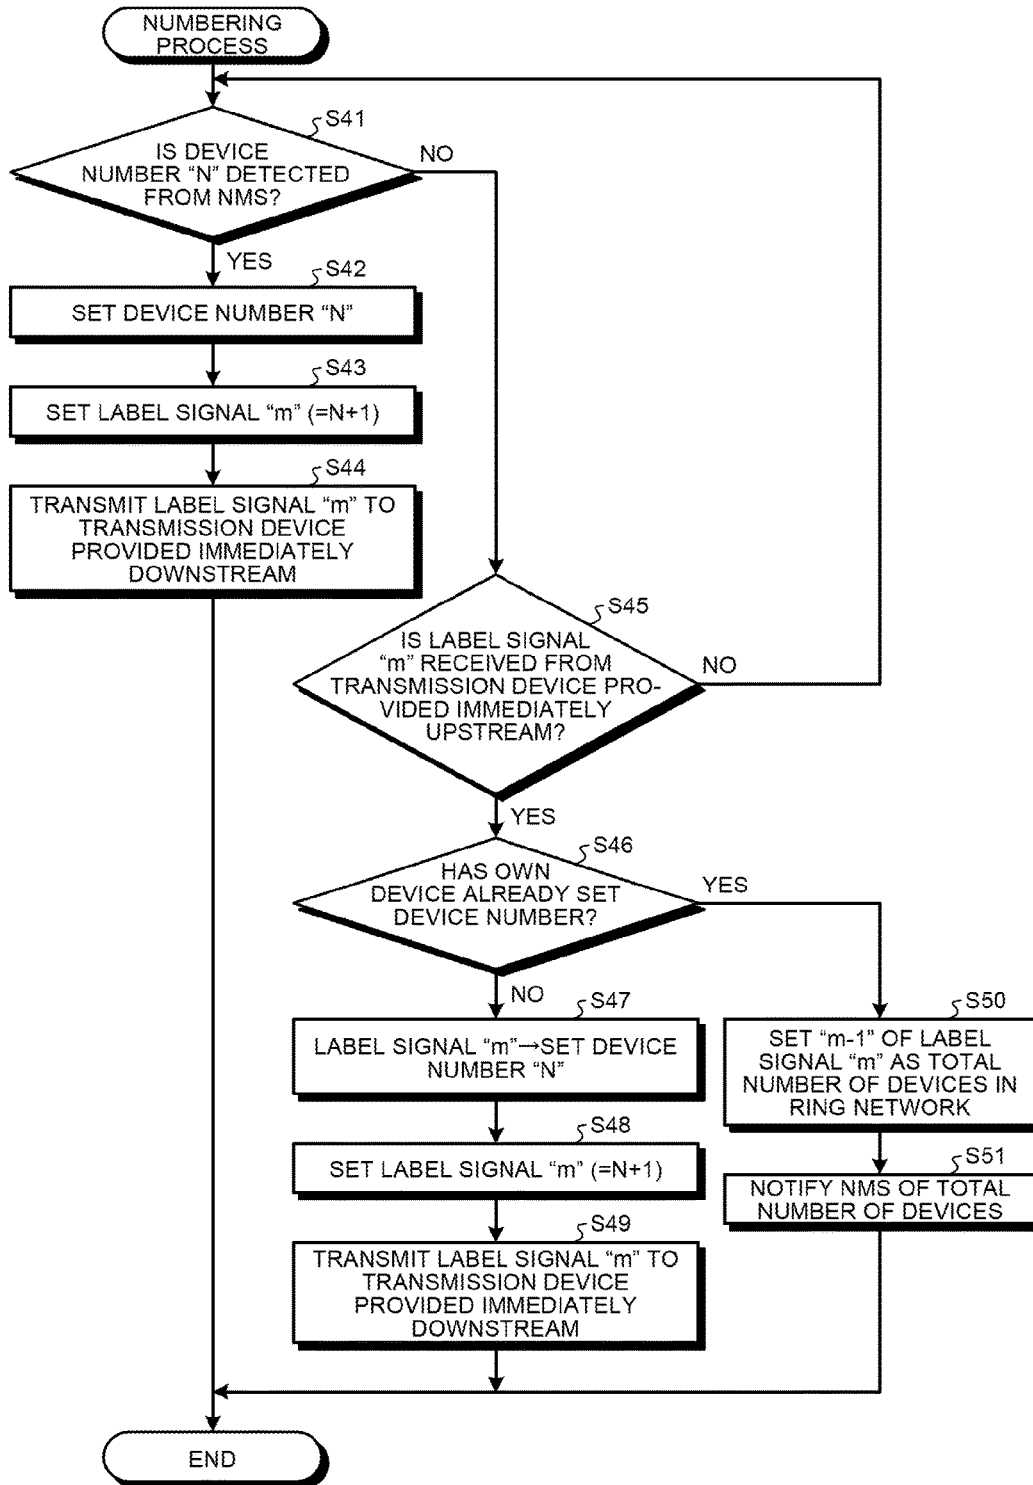 NUMBERING
PROCESS
S41
IS DEVICE
NUMBER “N” DETECTED
FROM NMS?
NO
YES
S42
SET DEVICE NUMBER “N”
S43
SET LABEL SIGNAL “m” (=N+1)
S44
TRANSMIT LABEL SIGNAL “m” TO
TRANSMISSION DEVICE
PROVIDED IMMEDIATELY
DOWNSTREAM
S45
IS LABEL SIGNAL
“m” RECEIVED FROM
TRANSMISSION DEVICE PRO-
VIDED IMMEDIATELY
UPSTREAM?
NO
YES
S46
HAS OWN
DEVICE ALREADY SET
DEVICE NUMBER?
YES
NO
S47
LABEL SIGNAL “m”→SET DEVICE
NUMBER “N”
S48
SET LABEL SIGNAL “m” (=N+1)
S49
TRANSMIT LABEL SIGNAL “m” TO
TRANSMISSION DEVICE
PROVIDED IMMEDIATELY
DOWNSTREAM
S50
SET “m-1” OF LABEL
SIGNAL “m” AS TOTAL
NUMBER OF DEVICES IN
RING NETWORK
S51
NOTIFY NMS OF TOTAL
NUMBER OF DEVICES
END